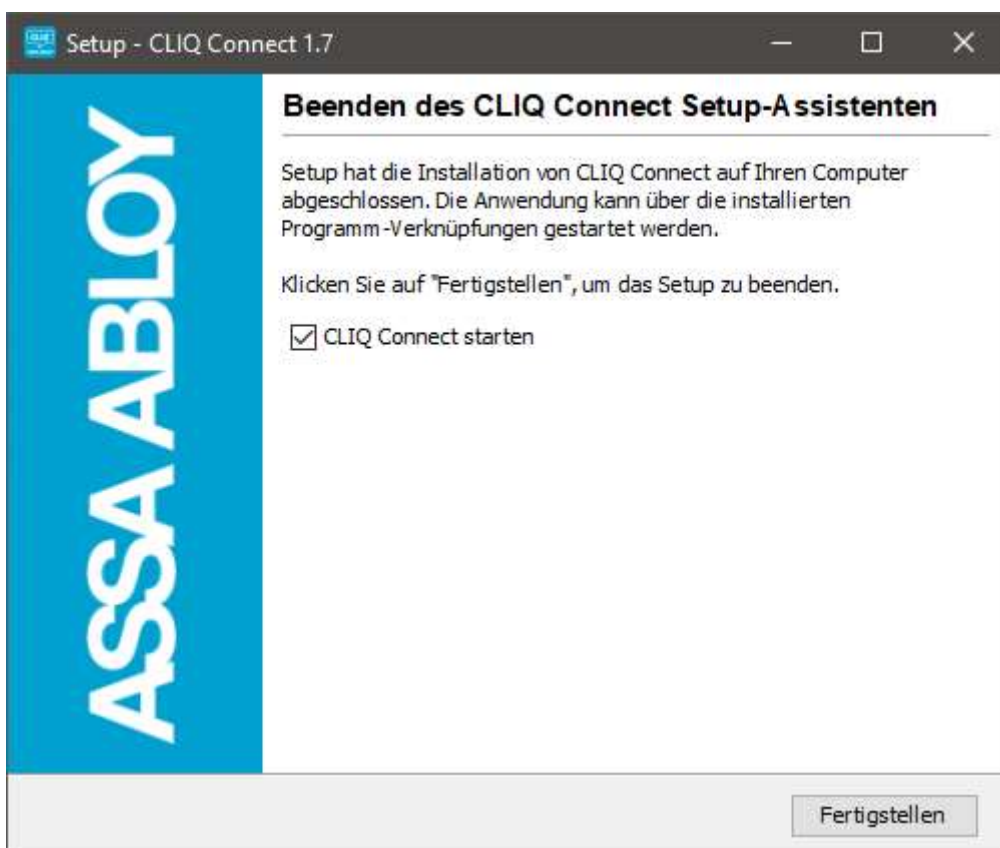 Setup - CLIQ Connect 1.7
ASSA ABLOY
Beenden des CLIQ Connect Setup-Assistenten
Setup hat die Installation von CLIQ Connect auf Ihren Computer
abgeschlossen. Die Anwendung kann über die installierten
Programm-Verknüpfungen gestartet werden.
Klicken Sie auf "Fertigstellen", um das Setup zu beenden.
CLIQ Connect starten
Fertigstellen